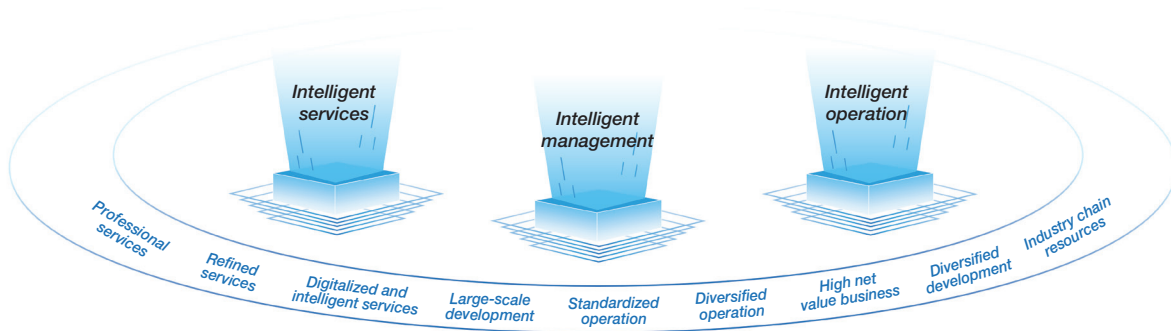 Intelligent
services
Intelligent
management
Intelligent
operation
Professional
services
Refined
services
Digitalized and
intelligent services
Large-scale
development
Standardized
operation
Diversified
operation
High net
value business
Diversified
development
Industry chain
resources